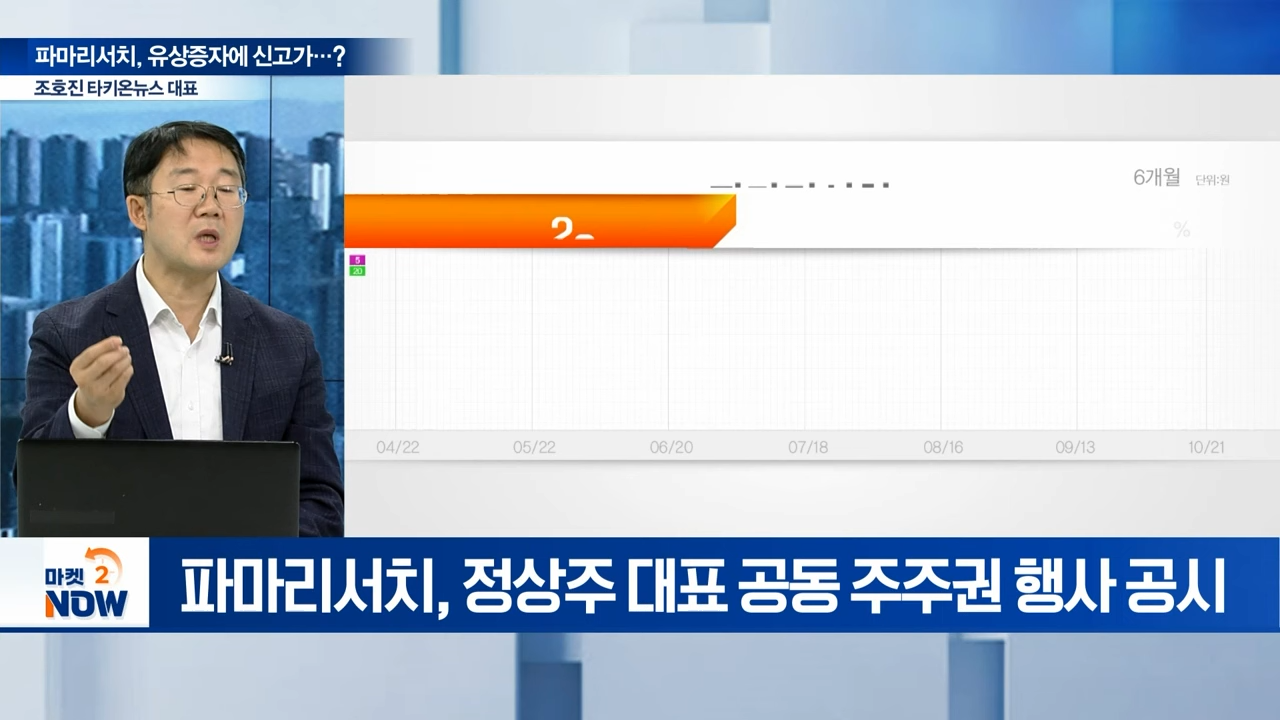 파마리서치, 유상증자에 신고가…?
조호진 타키온뉴스 대표
6개월 단위:원
%
5
20
04/22 05/22 06/20 07/18 08/16 09/13 10/21
마켓 2
NOW
파마리서치, 정상주 대표 공동 주주권 행사 공시